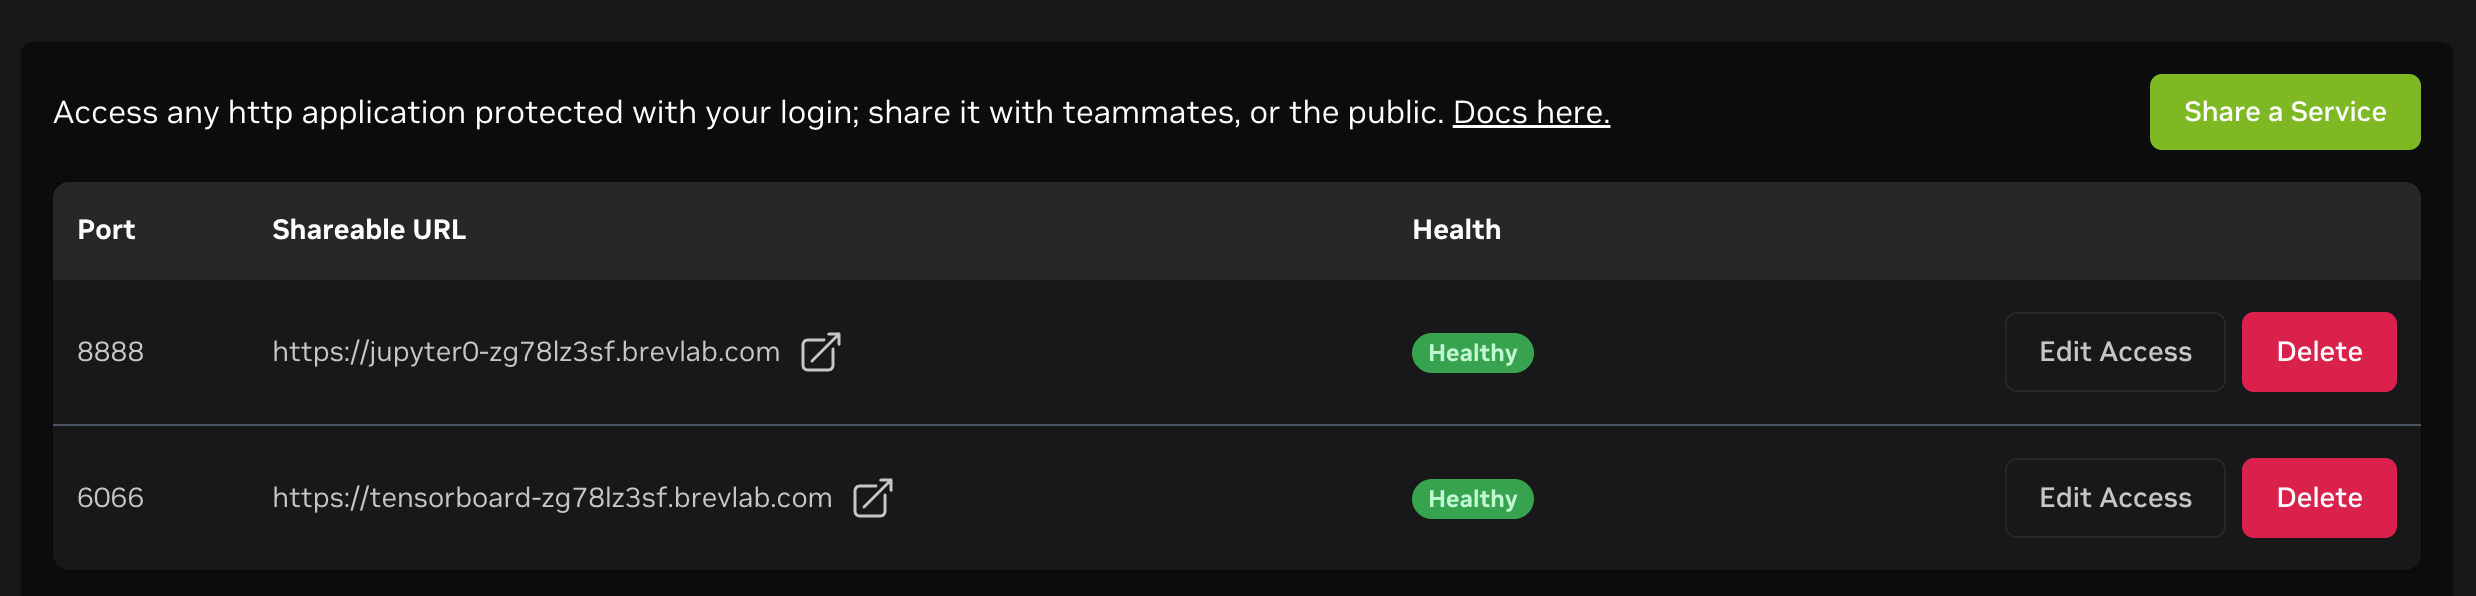 Access any http application protected with your login; share it with teammates, or the public. Docs here.
Share a Service
Port Shareable URL Health
8888 https://jupyter0-zg78lz3sf.brevlab.com Healthy Edit Access Delete
6066 https://tensorboard-zg78lz3sf.brevlab.com Healthy Edit Access Delete